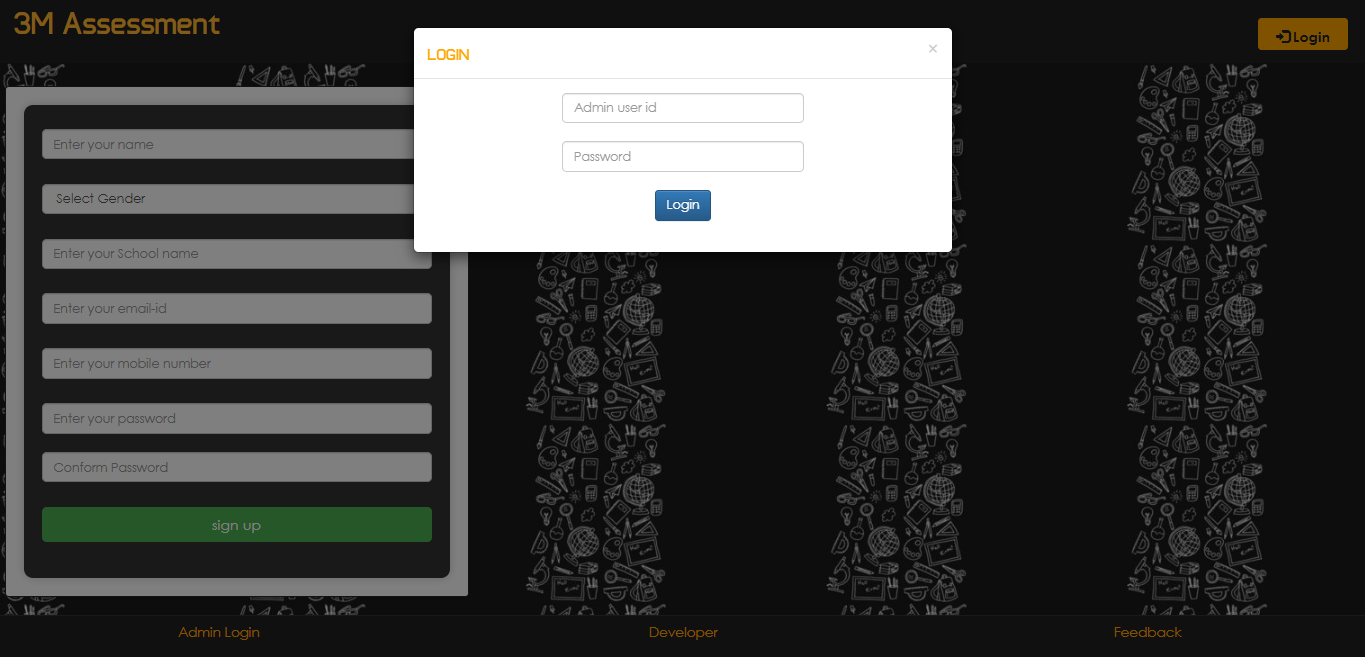 3M Assessment
Login
LOGIN
×
Admin user id
Password
Login
Enter your name
Select Gender
Enter your School name
Enter your email-id
Enter your mobile number
Enter your password
Conform Password
sign up
Admin Login
Developer
Feedback